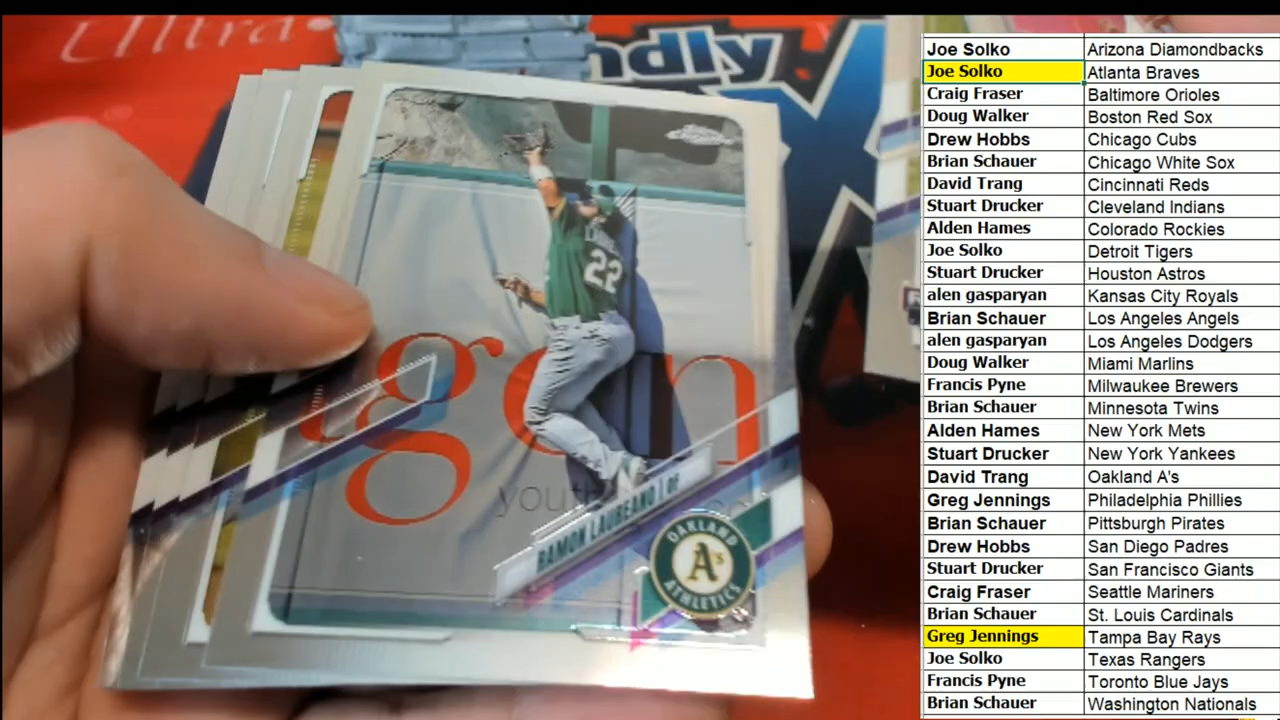 Ultra
ndly
22
gen
RAMON LAUREANO | OF
OAKLAND
A's
ATHLETICS
Joe Solko Arizona Diamondbacks
Joe Solko Atlanta Braves
Craig Fraser Baltimore Orioles
Doug Walker Boston Red Sox
Drew Hobbs Chicago Cubs
Brian Schauer Chicago White Sox
David Trang Cincinnati Reds
Stuart Drucker Cleveland Indians
Alden Hames Colorado Rockies
Joe Solko Detroit Tigers
Stuart Drucker Houston Astros
alen gasparyan Kansas City Royals
Brian Schauer Los Angeles Angels
alen gasparyan Los Angeles Dodgers
Doug Walker Miami Marlins
Francis Pyne Milwaukee Brewers
Brian Schauer Minnesota Twins
Alden Hames New York Mets
Stuart Drucker New York Yankees
David Trang Oakland A's
Greg Jennings Philadelphia Phillies
Brian Schauer Pittsburgh Pirates
Drew Hobbs San Diego Padres
Stuart Drucker San Francisco Giants
Craig Fraser Seattle Mariners
Brian Schauer St. Louis Cardinals
Greg Jennings Tampa Bay Rays
Joe Solko Texas Rangers
Francis Pyne Toronto Blue Jays
Brian Schauer Washington Nationals